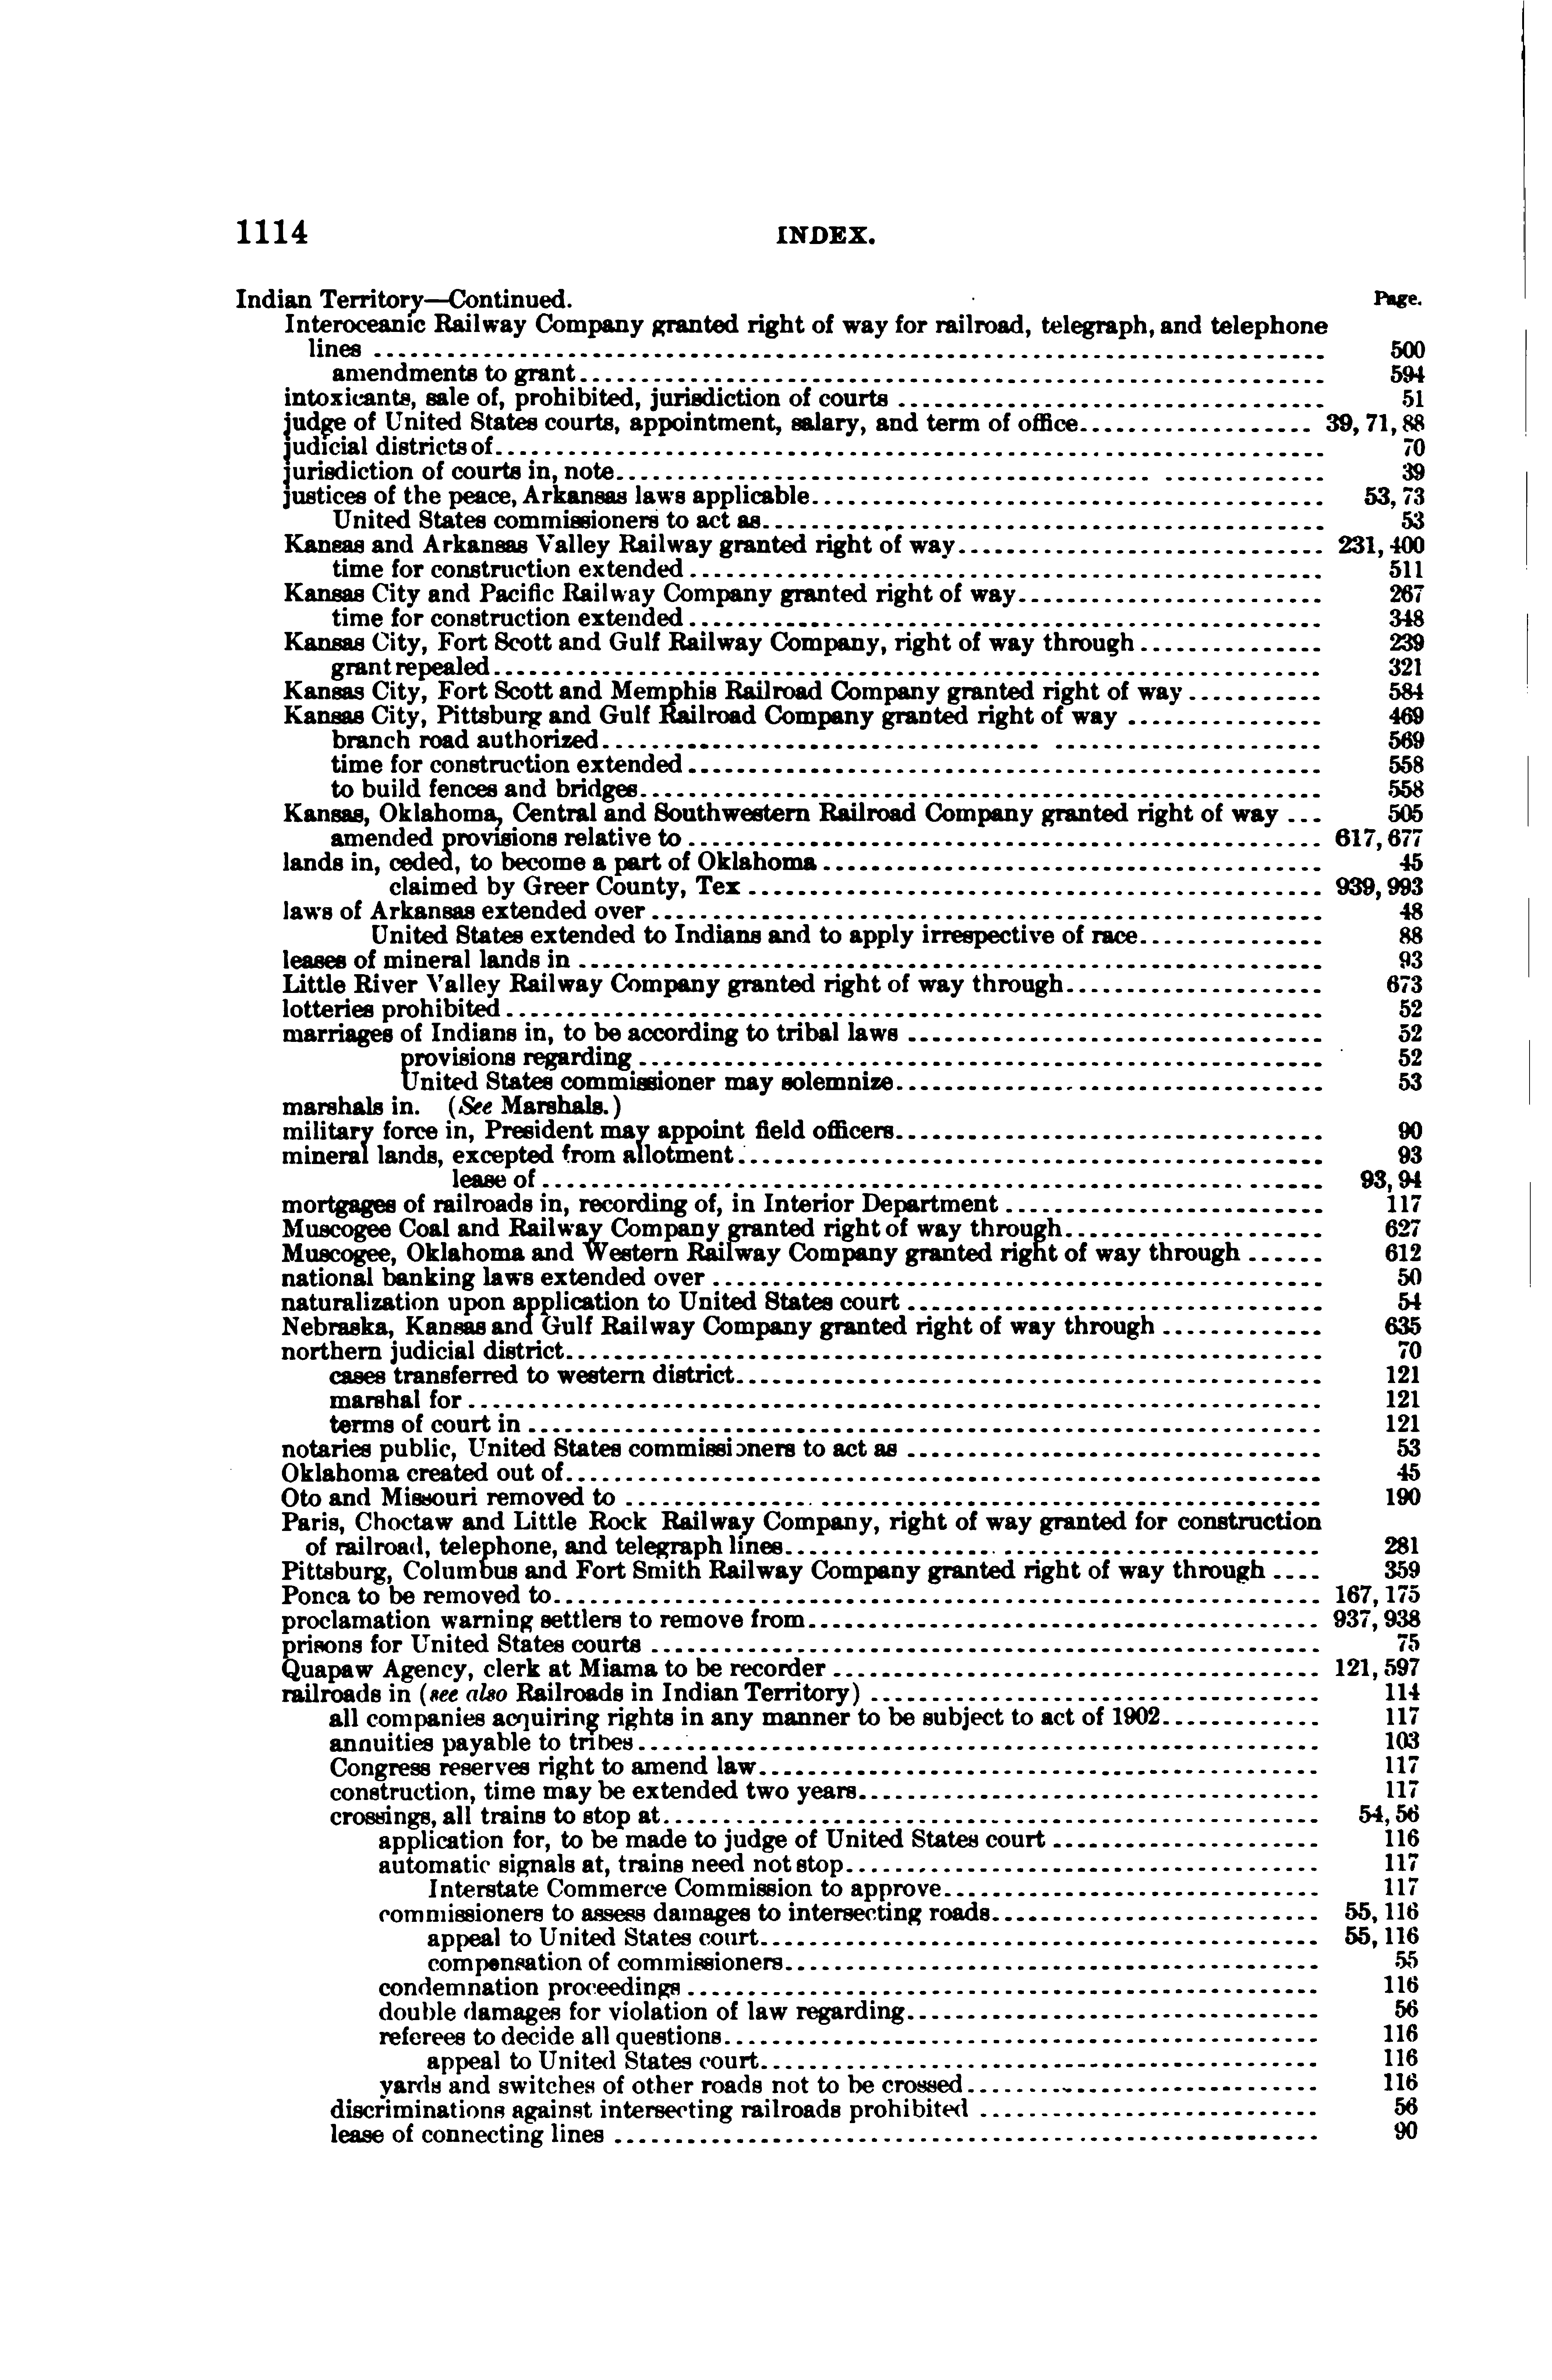 1114 INDEX.
Indian Territory—Continued. Page.
Interoceanic Railway Company granted right of way for railroad, telegraph, and telephone
lines 500
amendments to grant 594
intoxicants, sale of, prohibited, jurisdiction of courts 51
judge of United States courts, appointment, salary, and term of office 39, 71, 88
judicial districts of 70
jurisdiction of courts in, note 39
justices of the peace, Arkansas laws applicable 53, 73
United States commissioners to act as 53
Kansas and Arkansas Valley Railway granted right of way 231, 400
time for construction extended 511
Kansas City and Pacific Railway Company granted right of way 267
time for construction extended 348
Kansas City, Fort Scott and Gulf Railway Company, right of way through 239
grant repealed 321
Kansas City, Fort Scott and Memphis Railroad Company granted right of way 584
Kansas City, Pittsburg and Gulf Railroad Company granted right of way 469
branch road authorized 569
time for construction extended 558
to build fences and bridges 558
Kansas, Oklahoma, Central and Southwestern Railroad Company granted right of way 505
amended provisions relative to 617, 677
lands in, ceded, to become a part of Oklahoma 45
claimed by Greer County, Tex 939, 993
laws of Arkansas extended over 48
United States extended to Indians and to apply irrespective of race 88
leases of mineral lands in 93
Little River Valley Railway Company granted right of way through 673
lotteries prohibited 52
marriages of Indians in, to be according to tribal laws 52
provisions regarding 52
United States commissioner may solemnize 53
marshals in. (See Marshals.)
military force in, President may appoint field officers 90
mineral lands, excepted from allotment 93
lease of 93, 94
mortgages of railroads in, recording of, in Interior Department 117
Muscogee Coal and Railway Company granted right of way through 627
Muscogee, Oklahoma and Western Railway Company granted right of way through 612
national banking laws extended over 50
naturalization upon application to United States court 54
Nebraska, Kansas and Gulf Railway Company granted right of way through 635
northern judicial district 70
cases transferred to western district 121
marshal for 121
terms of court in 121
notaries public, United States commissioners to act as 53
Oklahoma created out of 45
Oto and Missouri removed to 190
Paris, Choctaw and Little Rock Railway Company, right of way granted for construction
of railroad, telephone, and telegraph lines 281
Pittsburg, Columbus and Fort Smith Railway Company granted right of way through 359
Ponca to be removed to 167, 175
proclamation warning settlers to remove from 937, 938
prisons for United States courts 75
Quapaw Agency, clerk at Miama to be recorder 121, 597
railroads in (see also Railroads in Indian Territory) 114
all companies acquiring rights in any manner to be subject to act of 1902 117
annuities payable to tribes 103
Congress reserves right to amend law 117
construction, time may be extended two years 117
crossings, all trains to stop at 54, 56
application for, to be made to judge of United States court 116
automatic signals at, trains need not stop 117
Interstate Commerce Commission to approve 117
commissioners to assess damages to intersecting roads 55, 116
appeal to United States court 55, 116
compensation of commissioners 55
condemnation proceedings 116
double damages for violation of law regarding 56
referees to decide all questions 116
appeal to United States court 116
yards and switches of other roads not to be crossed 116
discriminations against intersecting railroads prohibited 56
lease of connecting lines 90